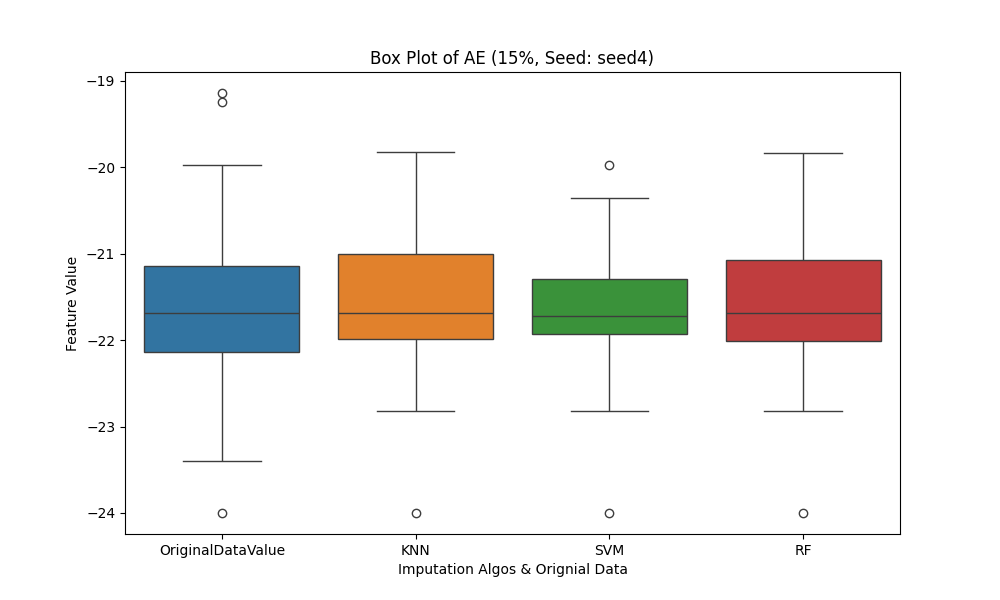 Box Plot of AE (15%, Seed: seed4)
−19
−20
−21
−22
−23
−24
Feature Value
OriginalDataValue
KNN
SVM
RF
Imputation Algos & Orignial Data